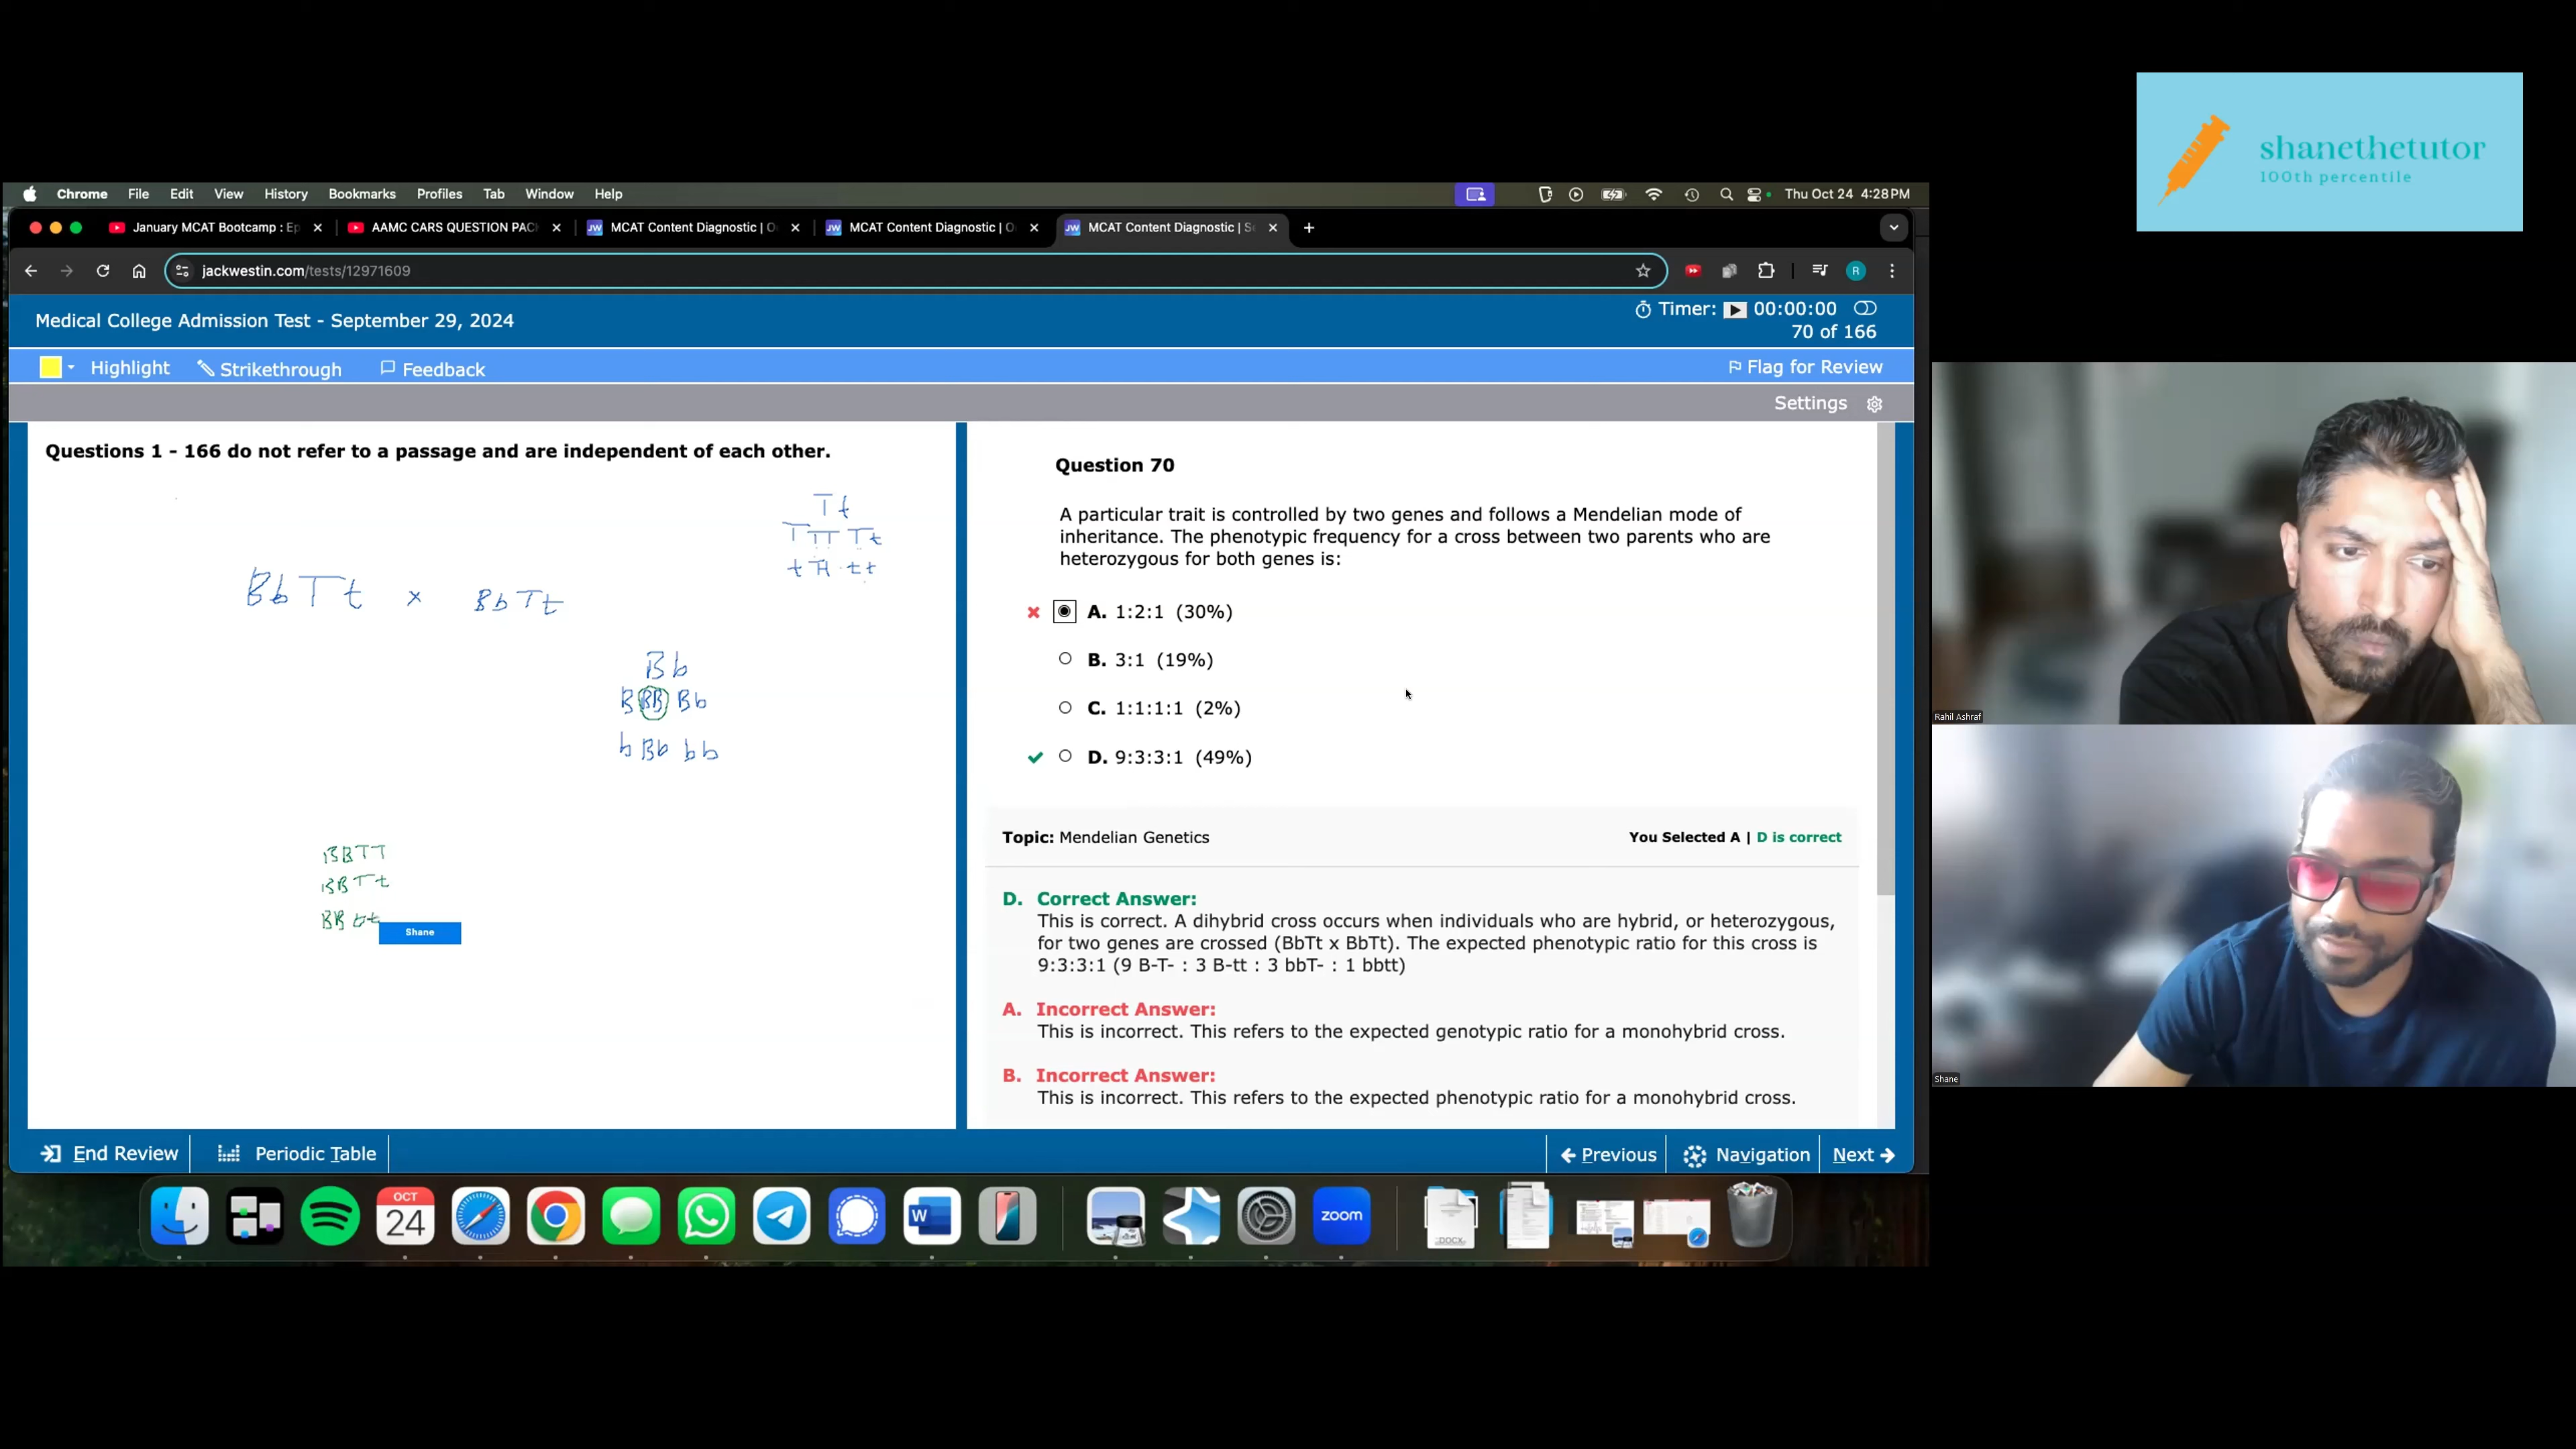 shanethetutor
100th percentile
Chrome File Edit View History Bookmarks Profiles Tab Window Help Thu Oct 24 4:28 PM
January MCAT Bootcamp : Ep AAMC CARS QUESTION PAC MCAT Content Diagnostic | O MCAT Content Diagnostic | O MCAT Content Diagnostic | S
jackwestin.com/tests/12971609 R
Medical College Admission Test - September 29, 2024
Timer: 00:00:00
70 of 166
Highlight Strikethrough Feedback Flag for Review
Settings
Questions 1 - 166 do not refer to a passage and are independent of each other.
T t
T TT Tt
t Tt tt
BbTt x BbTt
B b
B BB Bb
b Bb bb
BBTT
BBTt
BBtt
Shane
Question 70
A particular trait is controlled by two genes and follows a Mendelian mode of
inheritance. The phenotypic frequency for a cross between two parents who are
heterozygous for both genes is:
A. 1:2:1 (30%)
B. 3:1 (19%)
C. 1:1:1:1 (2%)
D. 9:3:3:1 (49%)
Topic: Mendelian Genetics You Selected A | D is correct
D. Correct Answer:
This is correct. A dihybrid cross occurs when individuals who are hybrid, or heterozygous,
for two genes are crossed (BbTt x BbTt). The expected phenotypic ratio for this cross is
9:3:3:1 (9 B-T- : 3 B-tt : 3 bbT- : 1 bbtt)
A. Incorrect Answer:
This is incorrect. This refers to the expected genotypic ratio for a monohybrid cross.
B. Incorrect Answer:
This is incorrect. This refers to the expected phenotypic ratio for a monohybrid cross.
End Review Periodic Table Previous Navigation Next
OCT
24
W
zoom
DOCX
Rahil Ashraf
Shane